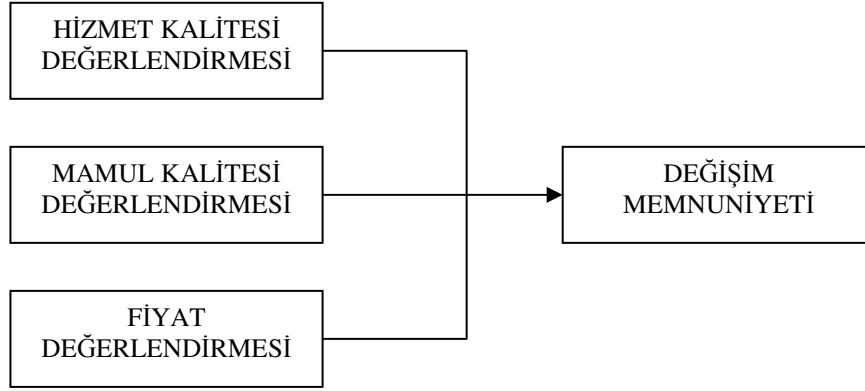 HİZMET KALİTESİ
DEĞERLENDİRMESİ
MAMUL KALİTESİ
DEĞERLENDİRMESİ
DEĞİŞİM
MEMNUNİYETİ
FİYAT
DEĞERLENDİRMESİ